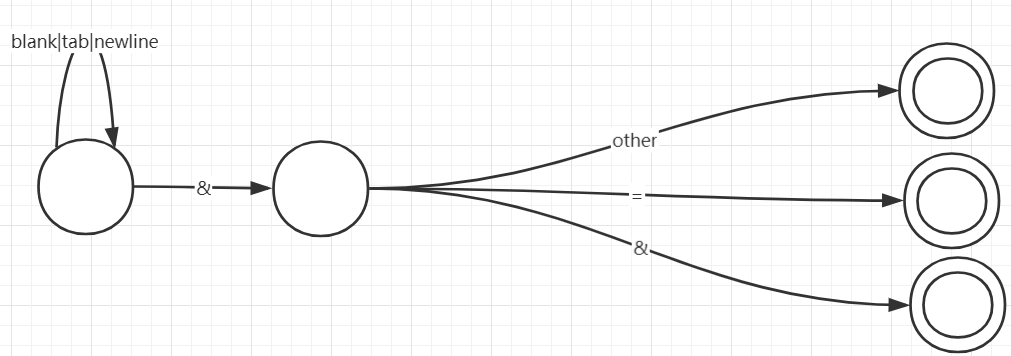 blank|tab|newline
other
&
=
&